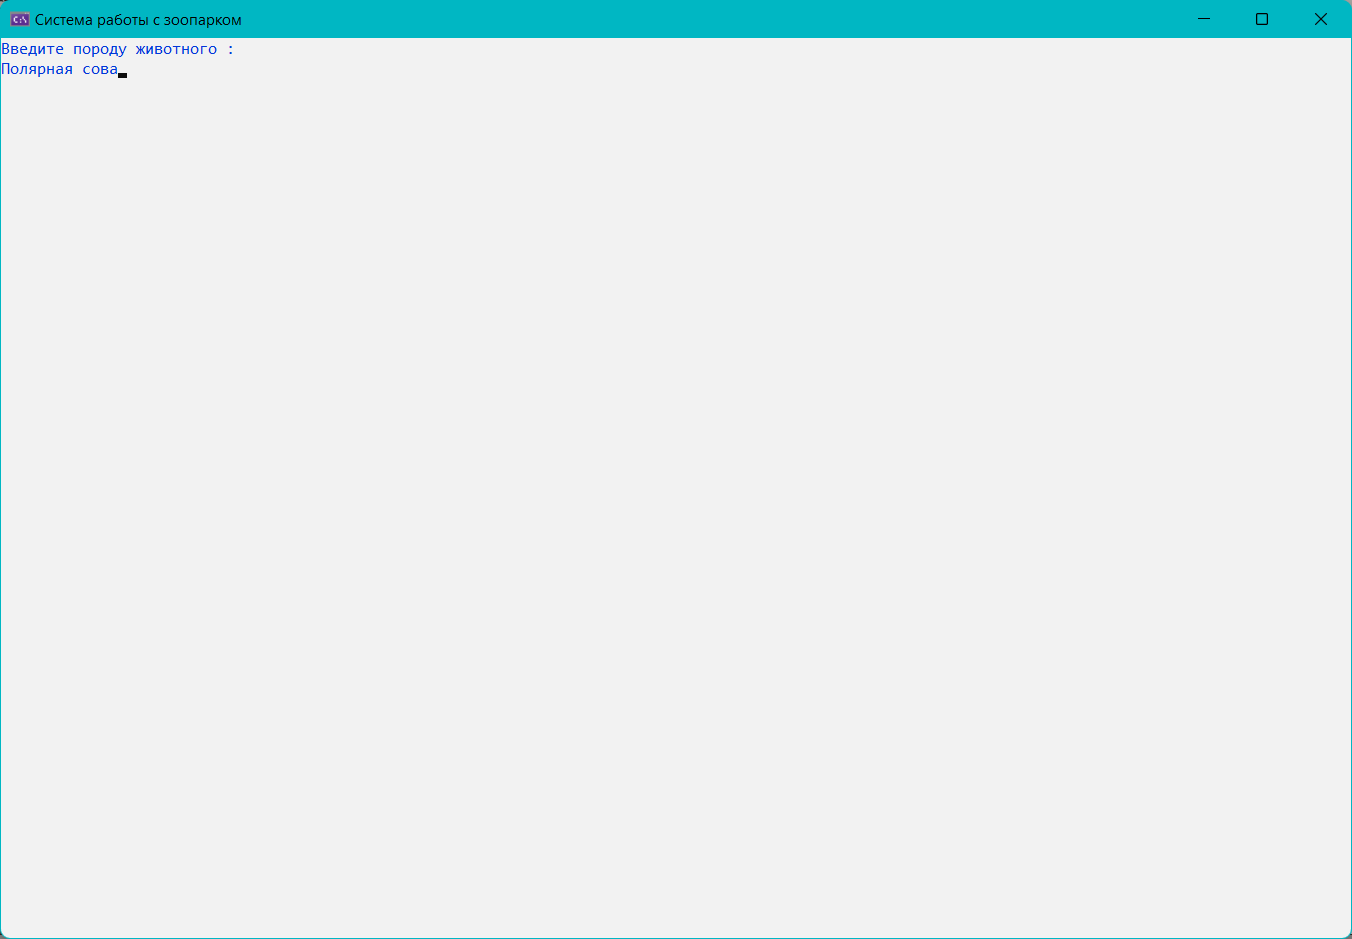 C:\
Система работы с зоопарком
Введите породу животного :
Полярная сова